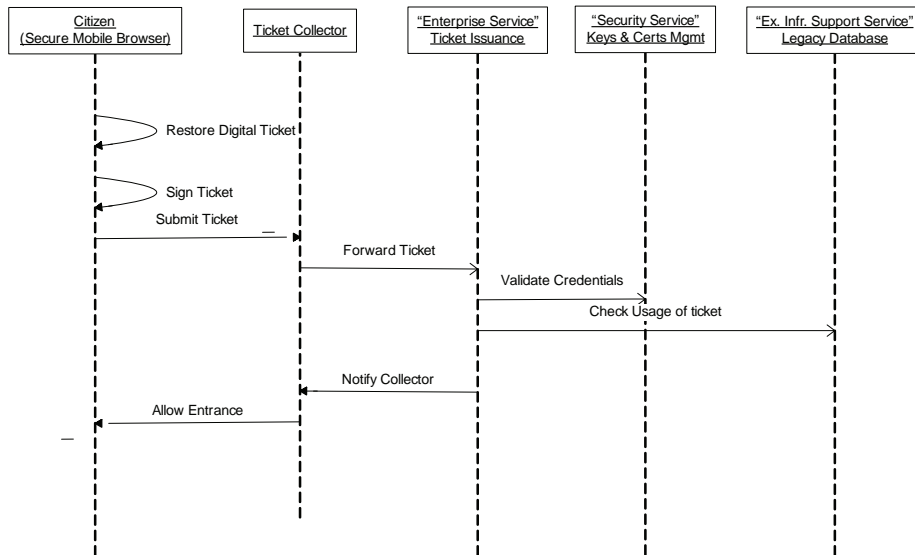 Citizen
(Secure Mobile Browser)
Ticket Collector
“Enterprise Service”
Ticket Issuance
“Security Service”
Keys & Certs Mgmt
“Ex. Infr. Support Service”
Legacy Database
Restore Digital Ticket
Sign Ticket
Submit Ticket
Forward Ticket
Validate Credentials
Check Usage of ticket
Notify Collector
Allow Entrance